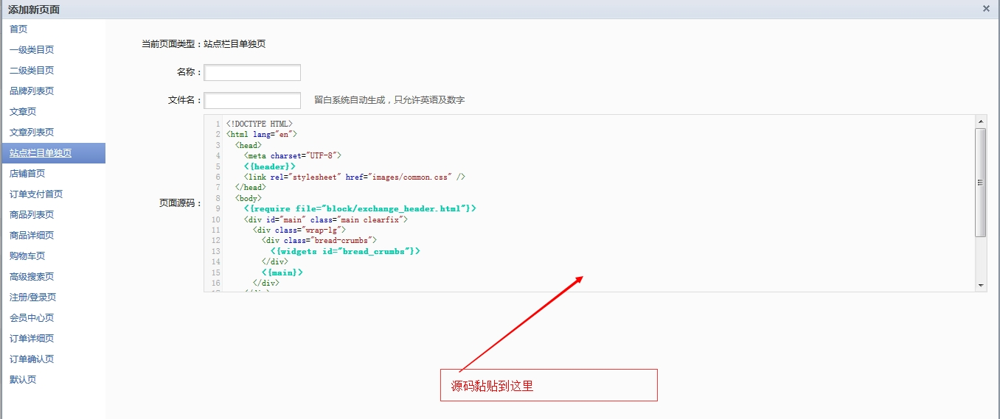 添加新页面
首页
一级类目页
二级类目页
品牌列表页
文章页
文章列表页
站点栏目单独页
店铺首页
订单支付首页
商品列表页
商品详细页
购物车页
高级搜索页
注册/登录页
会员中心页
订单详细页
订单确认页
默认页
当前页面类型：站点栏目单独页
名称：
文件名： 留白系统自动生成，只允许英语及数字
页面源码：
1 <!DOCTYPE HTML>
2 <html lang="en">
3 <head>
4 <meta charset="UTF-8">
5 <{header}>
6 <link rel="stylesheet" href="images/common.css" />
7 </head>
8 <body>
9 <{require file="block/exchange_header.html"}>
10 <div id="main" class="main clearfix">
11 <div class="wrap-lg">
12 <div class="bread-crumbs">
13 <{widgets id="bread_crumbs"}>
14 </div>
15 <{main}>
16 </div>
源码黏贴到这里